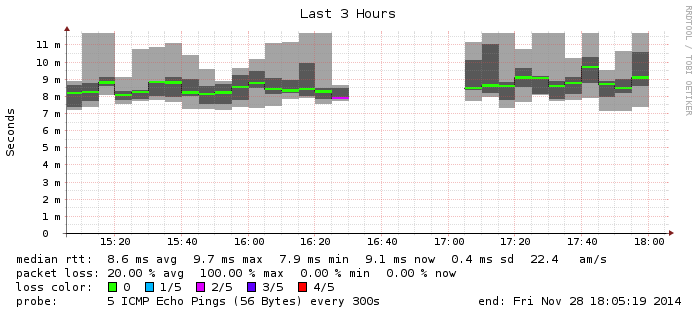 Last 3 Hours
RRDTOOL / TOBI OETIKER
Seconds
11 m
10 m
9 m
8 m
7 m
6 m
5 m
4 m
3 m
2 m
1 m
0
15:20 15:40 16:00 16:20 16:40 17:00 17:20 17:40 18:00
median rtt: 8.6 ms avg 9.7 ms max 7.9 ms min 9.1 ms now 0.4 ms sd 22.4 am/s
packet loss: 20.00 % avg 100.00 % max 0.00 % min 0.00 % now
loss color: 0 1/5 2/5 3/5 4/5
probe: 5 ICMP Echo Pings (56 Bytes) every 300s end: Fri Nov 28 18:05:19 2014